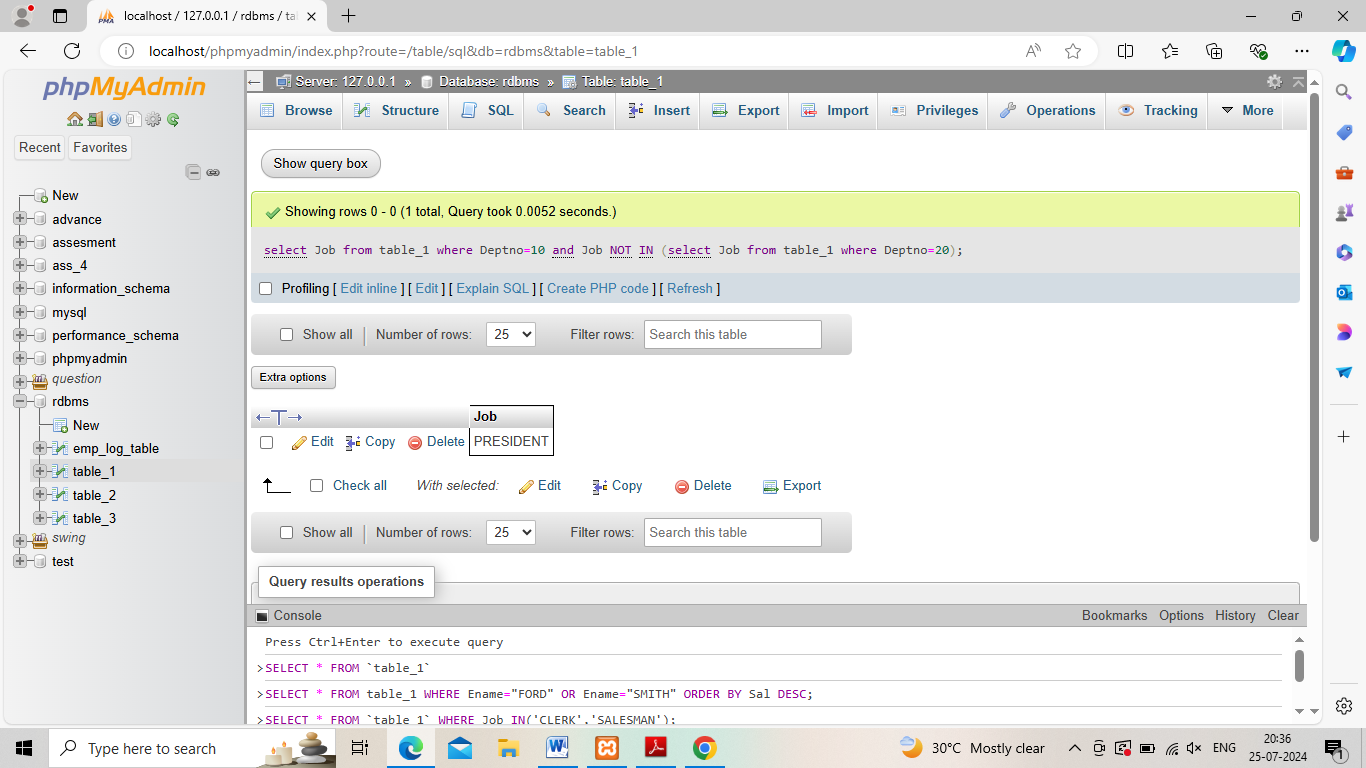 localhost / 127.0.0.1 / rdbms / ta
localhost/phpmyadmin/index.php?route=/table/sql&db=rdbms&table=table_1
phpMyAdmin
Recent Favorites
New
advance
assesment
ass_4
information_schema
mysql
performance_schema
phpmyadmin
question
rdbms
New
emp_log_table
table_1
table_2
table_3
swing
test
Server: 127.0.0.1 » Database: rdbms » Table: table_1
Browse Structure SQL Search Insert Export Import Privileges Operations Tracking More
Show query box
Showing rows 0 - 0 (1 total, Query took 0.0052 seconds.)
select Job from table_1 where Deptno=10 and Job NOT IN (select Job from table_1 where Deptno=20);
Profiling [ Edit inline ] [ Edit ] [ Explain SQL ] [ Create PHP code ] [ Refresh ]
Show all Number of rows: 25 Filter rows: Search this table
Extra options
←T→ Job
Edit Copy Delete PRESIDENT
Check all With selected: Edit Copy Delete Export
Show all Number of rows: 25 Filter rows: Search this table
Query results operations
Console Bookmarks Options History Clear
Press Ctrl+Enter to execute query
>SELECT * FROM `table_1`
>SELECT * FROM table_1 WHERE Ename="FORD" OR Ename="SMITH" ORDER BY Sal DESC;
>SELECT * FROM `table_1` WHERE Job IN('CLERK','SALESMAN');
Type here to search
30°C Mostly clear
ENG
20:36
25-07-2024
1